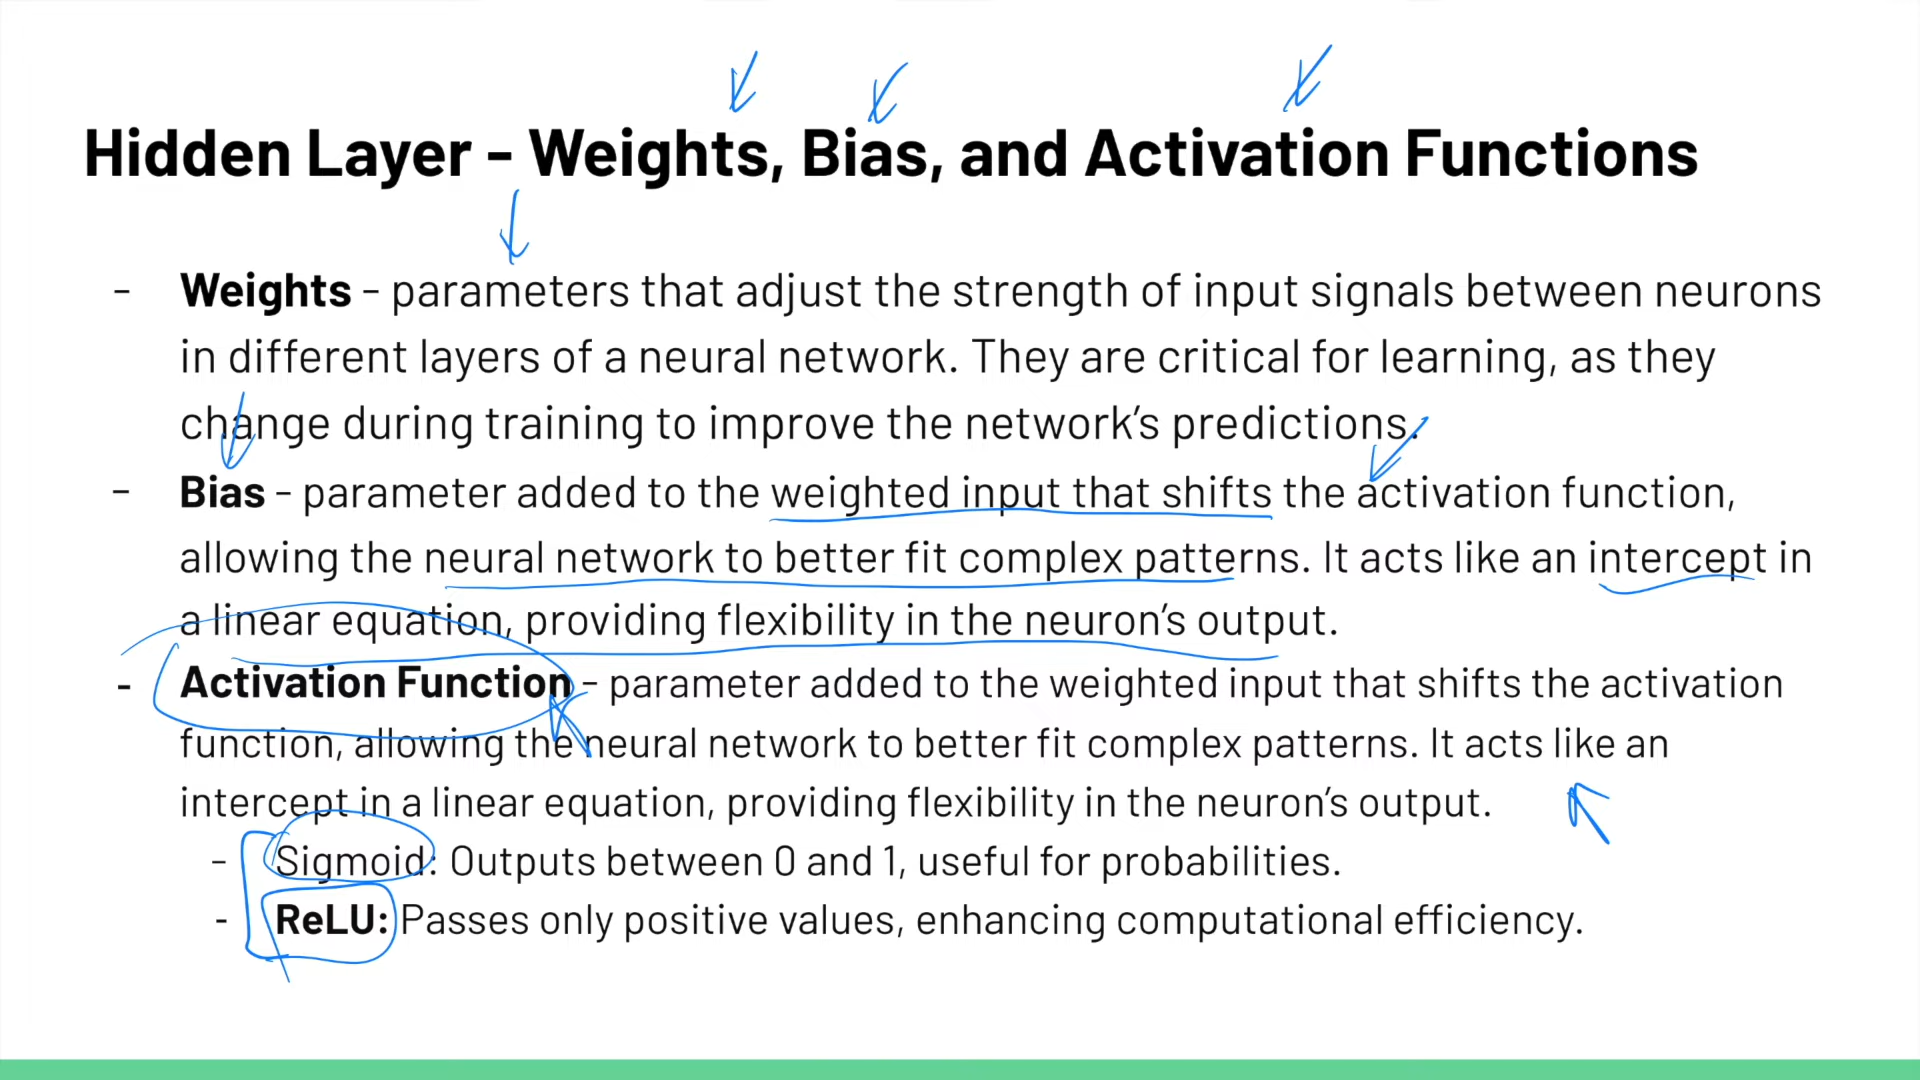 Hidden Layer - Weights, Bias, and Activation Functions
- Weights - parameters that adjust the strength of input signals between neurons
in different layers of a neural network. They are critical for learning, as they
change during training to improve the network's predictions.
- Bias - parameter added to the weighted input that shifts the activation function,
allowing the neural network to better fit complex patterns. It acts like an intercept in
a linear equation, providing flexibility in the neuron's output.
- Activation Function - parameter added to the weighted input that shifts the activation
function, allowing the neural network to better fit complex patterns. It acts like an
intercept in a linear equation, providing flexibility in the neuron's output.
- Sigmoid: Outputs between 0 and 1, useful for probabilities.
- ReLU: Passes only positive values, enhancing computational efficiency.